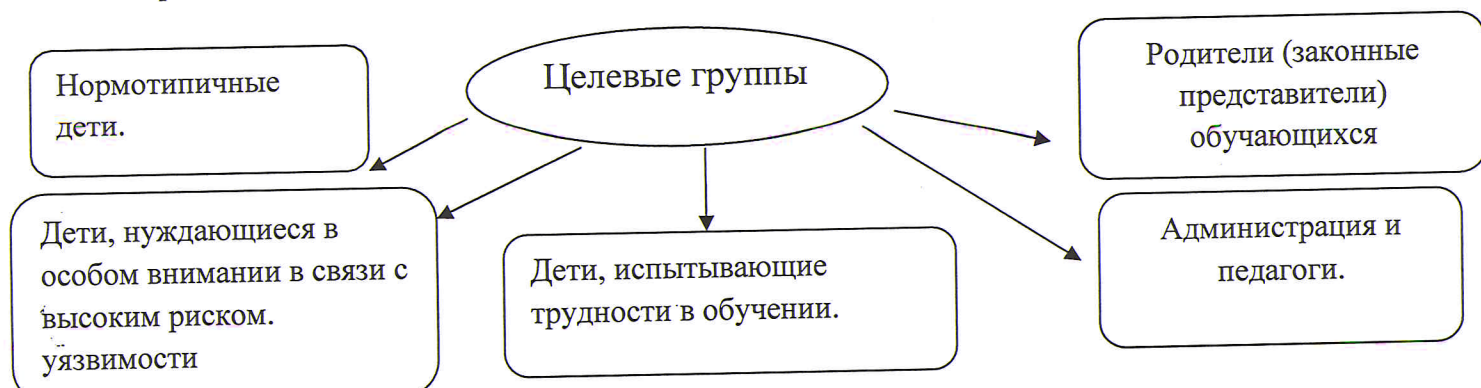 Целевые группы
Нормотипичные
дети.
Родители (законные
представители)
обучающихся
Дети, нуждающиеся в
особом внимании в связи с
высоким риском.
уязвимости
Дети, испытывающие
трудности в обучении.
Администрация и
педагоги.